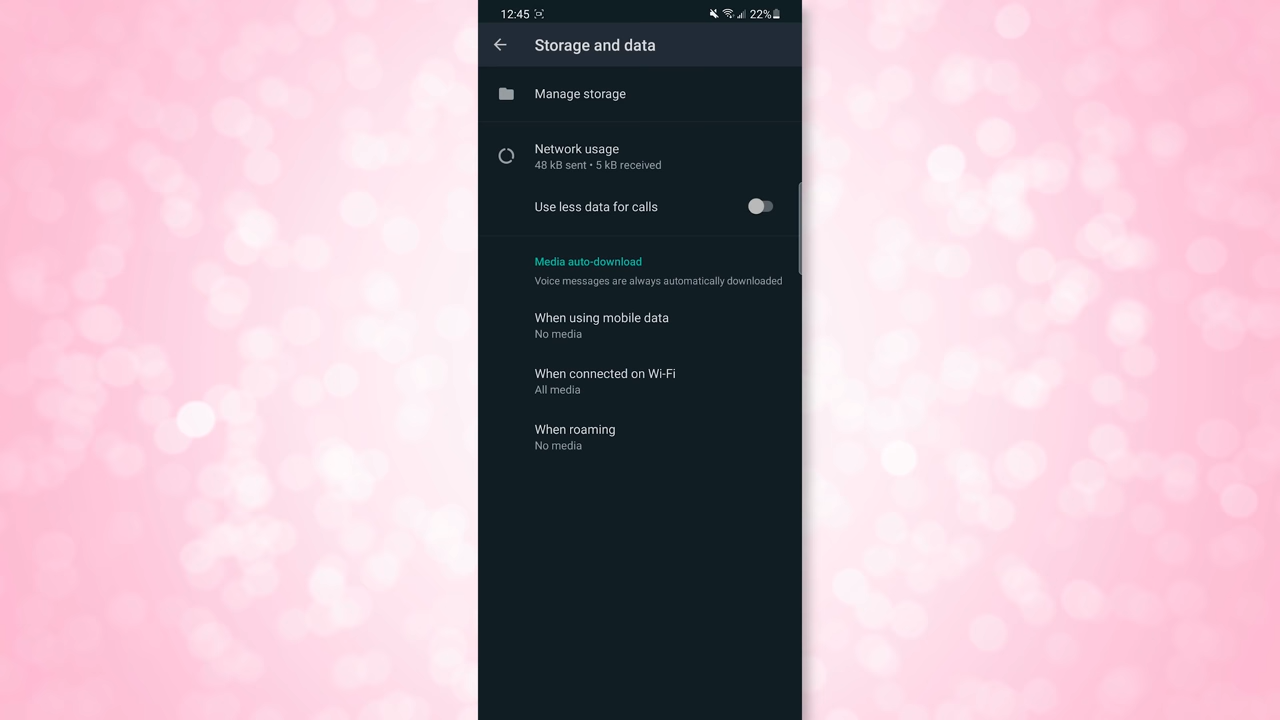 12:45 22%
Storage and data
Manage storage
Network usage
48 kB sent • 5 kB received
Use less data for calls
Media auto-download
Voice messages are always automatically downloaded
When using mobile data
No media
When connected on Wi-Fi
All media
When roaming
No media